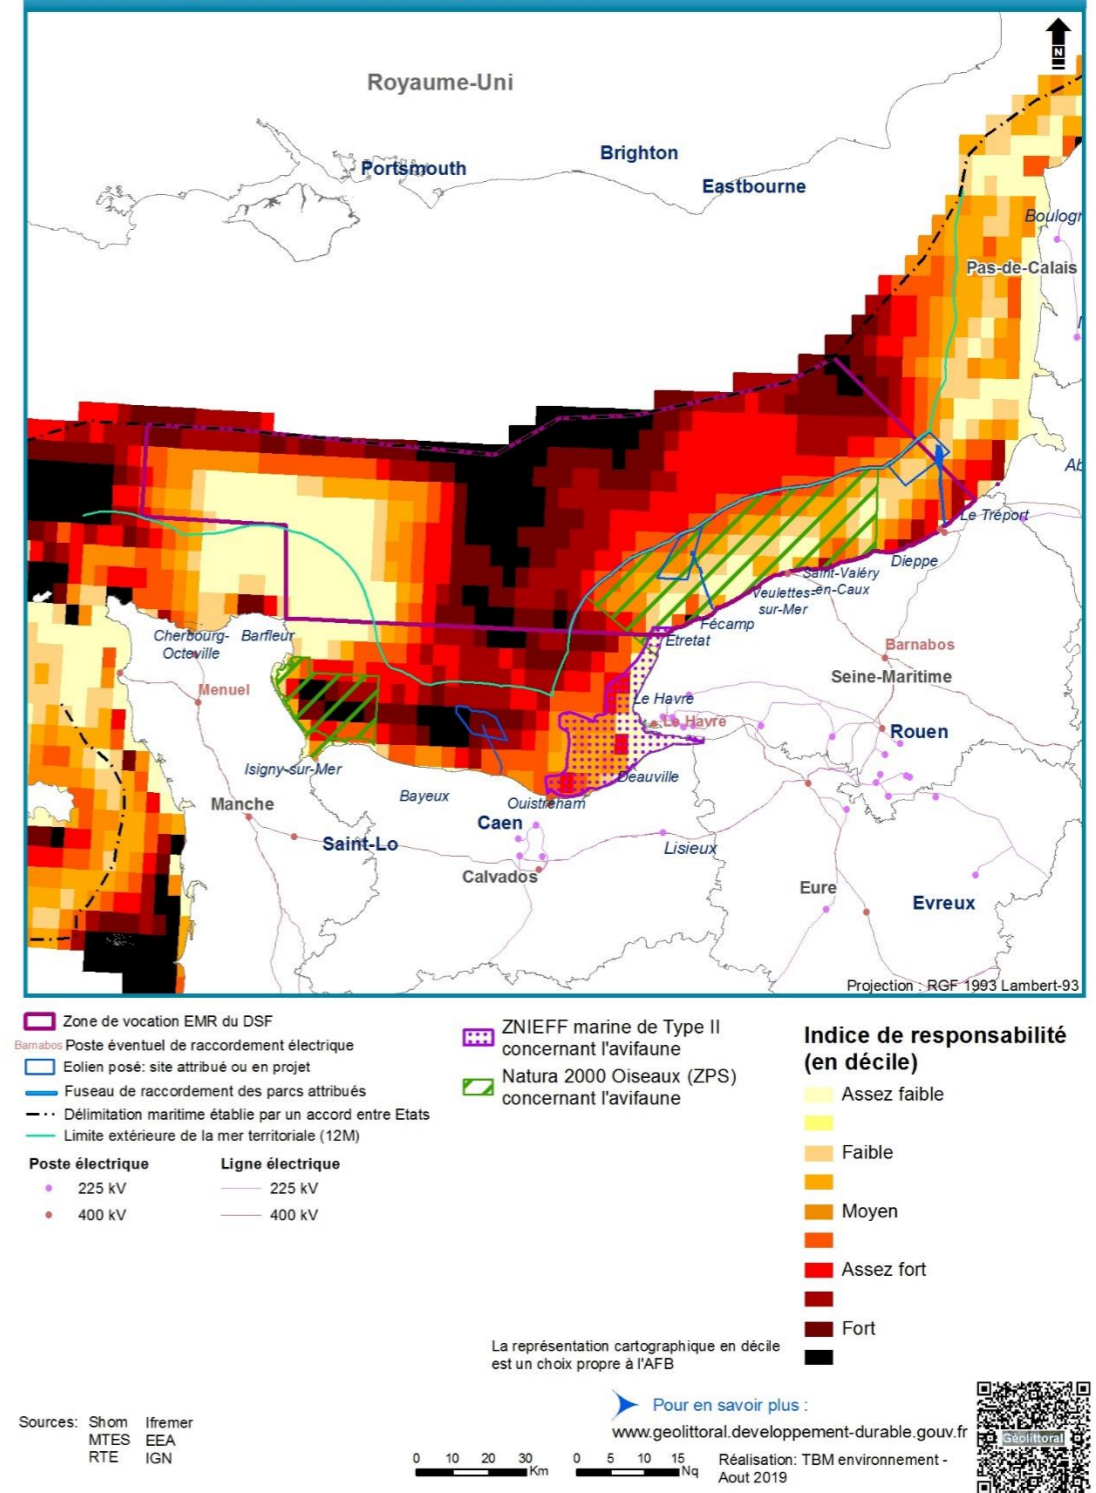 N
Royaume-Uni
Portsmouth
Brighton
Eastbourne
Boulogr
Pas-de-Calais
Ab
Le Tréport
Dieppe
Saint-Valéry
-en-Caux
Veulettes-
sur-Mer
Fécamp
Etretat
Cherbourg-
Octeville
Barfleur
Barnabos
Seine-Maritime
Menuel
Le Havre
Le Havre
Rouen
Isigny-sur-Mer
Deauville
Manche
Bayeux
Ouistreham
Caen
Saint-Lo
Lisieux
Calvados
Eure
Evreux
Projection : RGF 1993 Lambert-93
Zone de vocation EMR du DSF
Barnabos Poste éventuel de raccordement électrique
Eolien posé: site attribué ou en projet
Fuseau de raccordement des parcs attribués
Délimitation maritime établie par un accord entre Etats
Limite extérieure de la mer territoriale (12M)
Poste électrique
225 kV
400 kV
Ligne électrique
225 kV
400 kV
ZNIEFF marine de Type II
concernant l'avifaune
Natura 2000 Oiseaux (ZPS)
concernant l'avifaune
Indice de responsabilité
(en décile)
Assez faible
Faible
Moyen
Assez fort
Fort
La représentation cartographique en décile
est un choix propre à l'AFB
Pour en savoir plus :
www.geolittoral.developpement-durable.gouv.fr
Sources: Shom Ifremer
MTES EEA
RTE IGN
0 10 20 30
Km
0 5 10 15
Nq
Réalisation: TBM environnement -
Aout 2019
Géolittoral